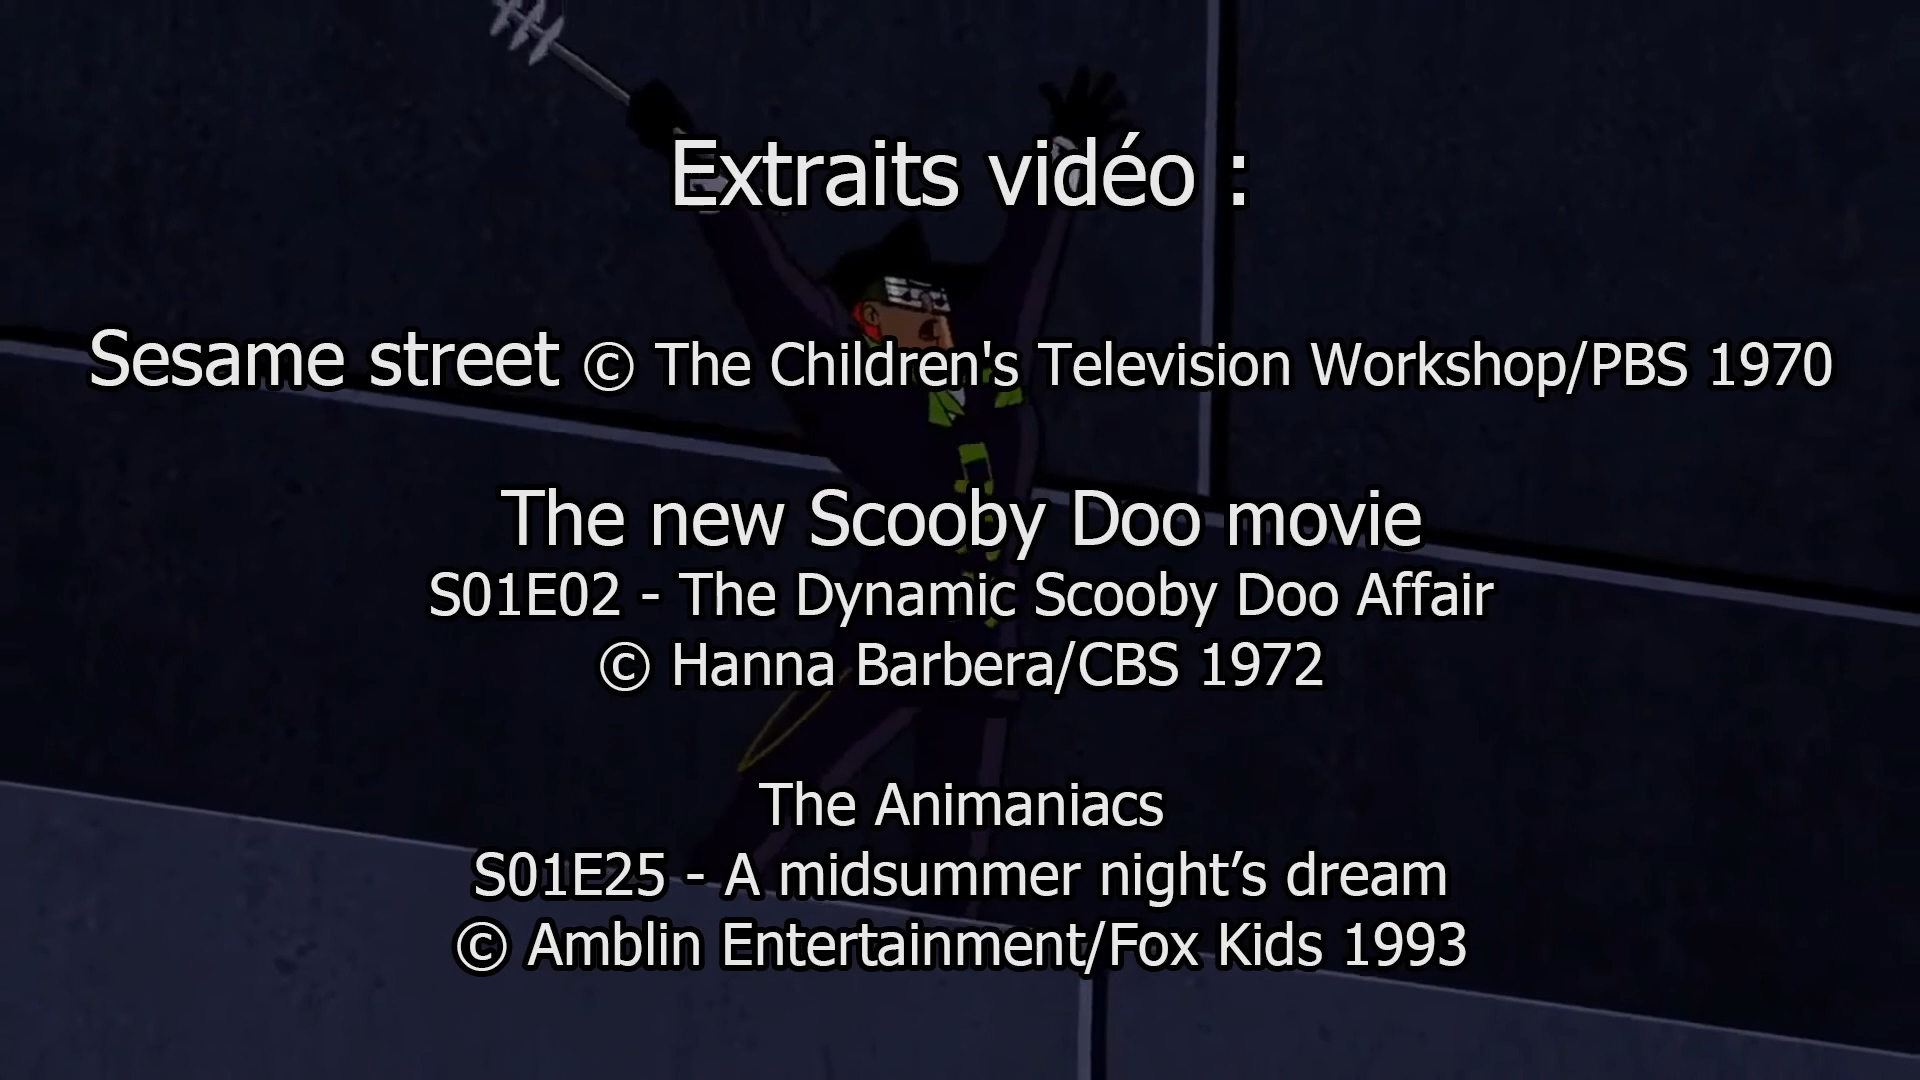 Extraits vidéo :
Sesame street © The Children's Television Workshop/PBS 1970
The new Scooby Doo movie
S01E02 - The Dynamic Scooby Doo Affair
© Hanna Barbera/CBS 1972
The Animaniacs
S01E25 - A midsummer night’s dream
© Amblin Entertainment/Fox Kids 1993